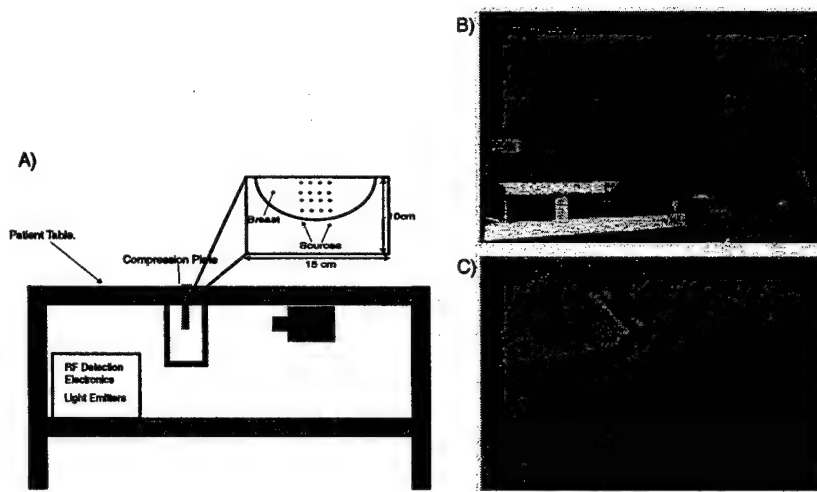 A)
Patient Table.
Compression Plate
Breast
Sources
10cm
15 cm
RF Detection
Electronics
Light Emitters
B)
C)